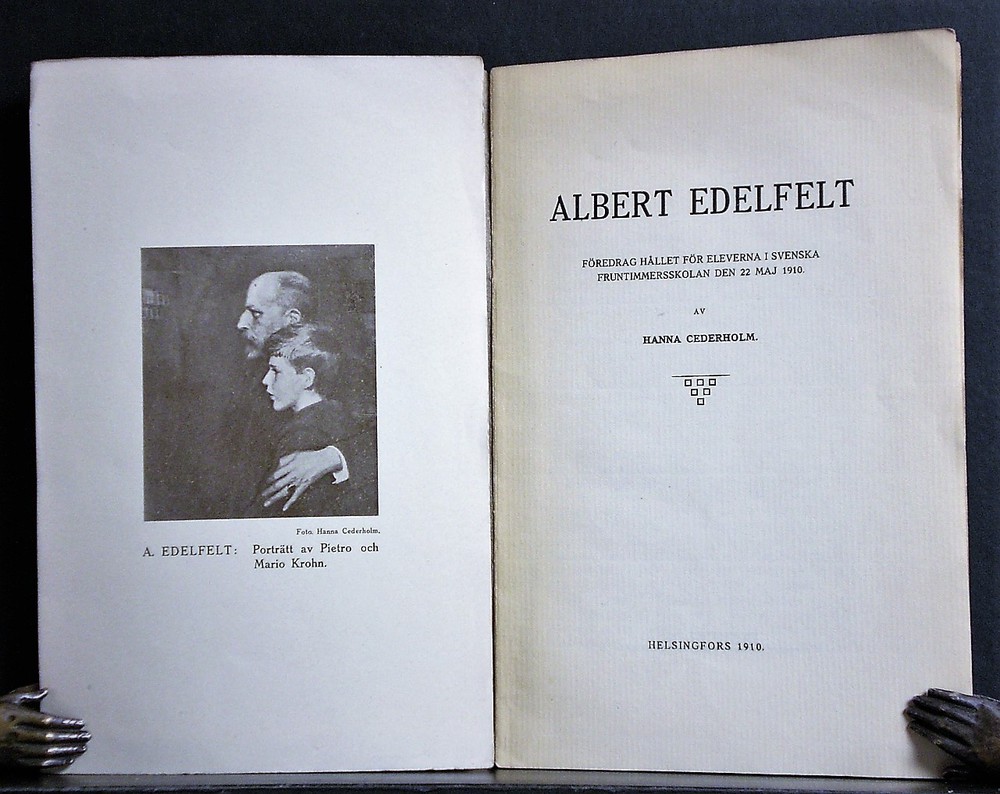 Foto. Hanna Cederholm.
A. EDELFELT: Porträtt av Pietro och
Mario Krohn.
ALBERT EDELFELT
FÖREDRAG HÅLLET FÖR ELEVERNA I SVENSKA
FRUNTIMMERSSKOLAN DEN 22 MAJ 1910.
AV
HANNA CEDERHOLM.
HELSINGFORS 1910.